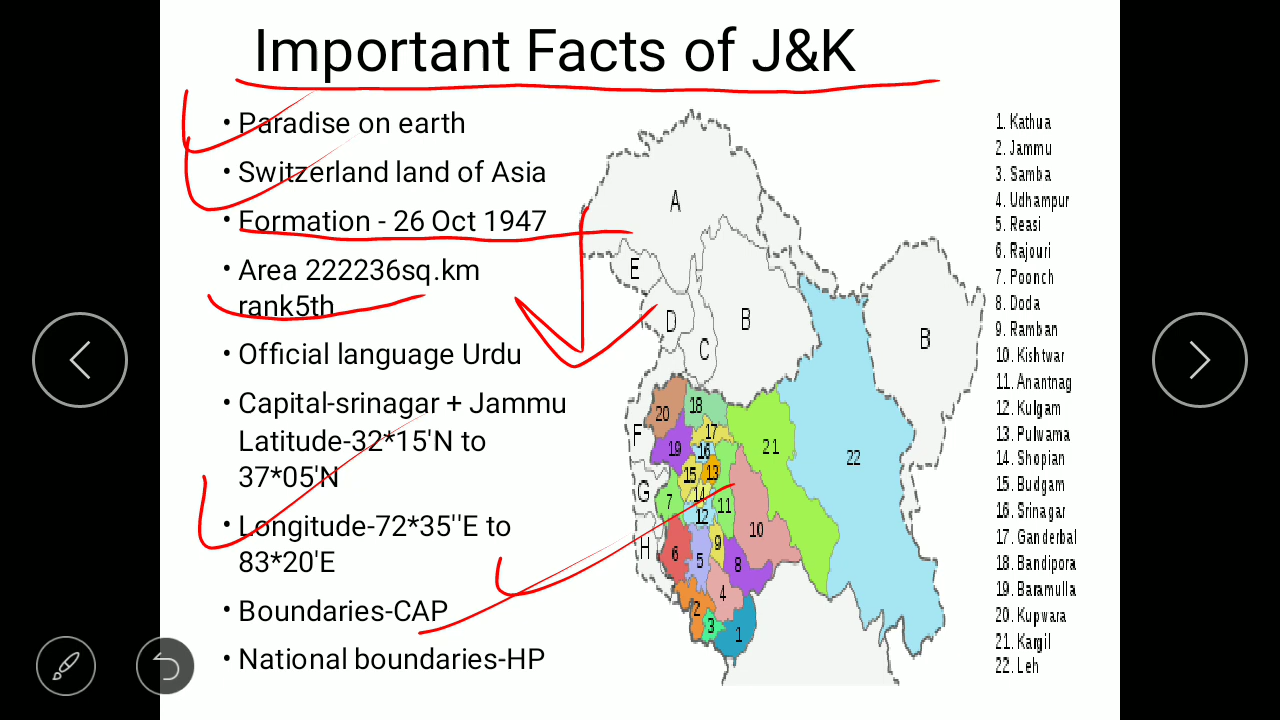 Important Facts of J&K
• Paradise on earth
• Switzerland land of Asia
• Formation - 26 Oct 1947
• Area 222236sq.km
rank5th
• Official language Urdu
• Capital-srinagar + Jammu
Latitude-32*15'N to
37*05'N
• Longitude-72*35''E to
83*20'E
• Boundaries-CAP
• National boundaries-HP
A
E
D
B
C
B
F
G
H
20
18
17
19
16
21
22
15
13
14
7
11
12
10
6
5
9
8
4
2
3
1
1. Kathua
2. Jammu
3. Samba
4. Udhampur
5. Reasi
6. Rajouri
7. Poonch
8. Doda
9. Ramban
10. Kishtwar
11. Anantnag
12. Kulgam
13. Pulwama
14. Shopian
15. Budgam
16. Srinagar
17. Ganderbal
18. Bandipora
19. Baramulla
20. Kupwara
21. Kargil
22. Leh